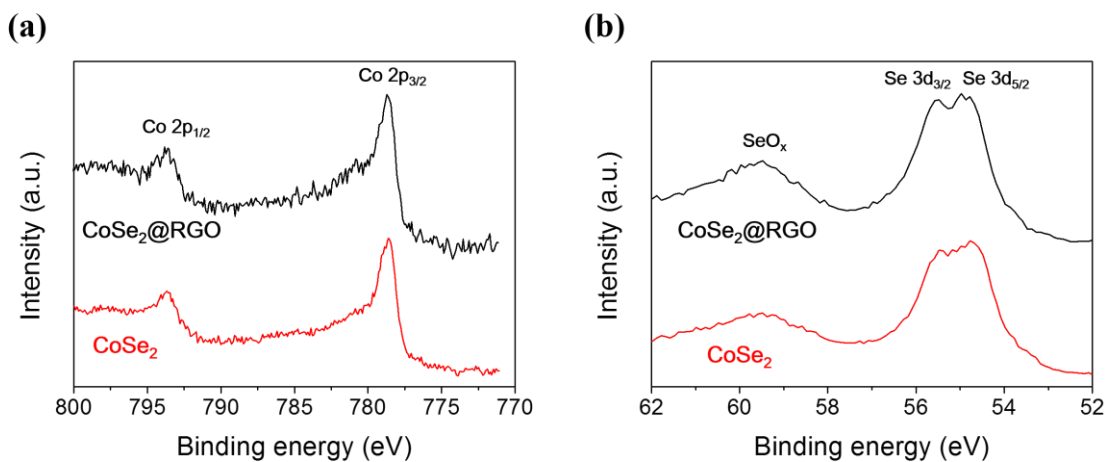 (a)
Co 2p3/2
Co 2p1/2
CoSe2@RGO
CoSe2
Intensity (a.u.)
800 795 790 785 780 775 770
Binding energy (eV)
(b)
Se 3d3/2 Se 3d5/2
SeOx
CoSe2@RGO
CoSe2
Intensity (a.u.)
62 60 58 56 54 52
Binding energy (eV)